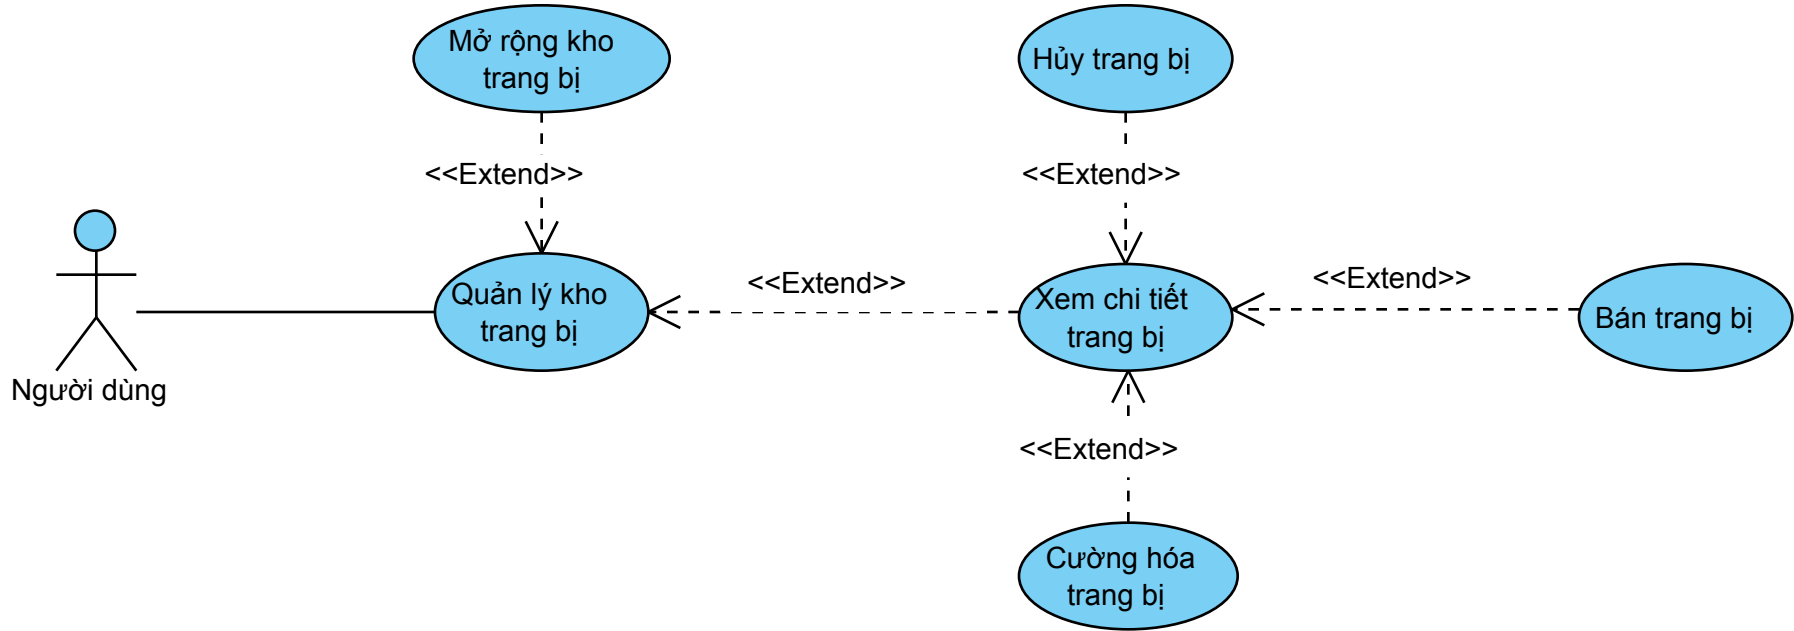 Mở rộng kho
trang bị
Hủy trang bị
<<Extend>>
<<Extend>>
Người dùng
Quản lý kho
trang bị
<<Extend>>
Xem chi tiết
trang bị
<<Extend>>
Bán trang bị
<<Extend>>
Cường hóa
trang bị